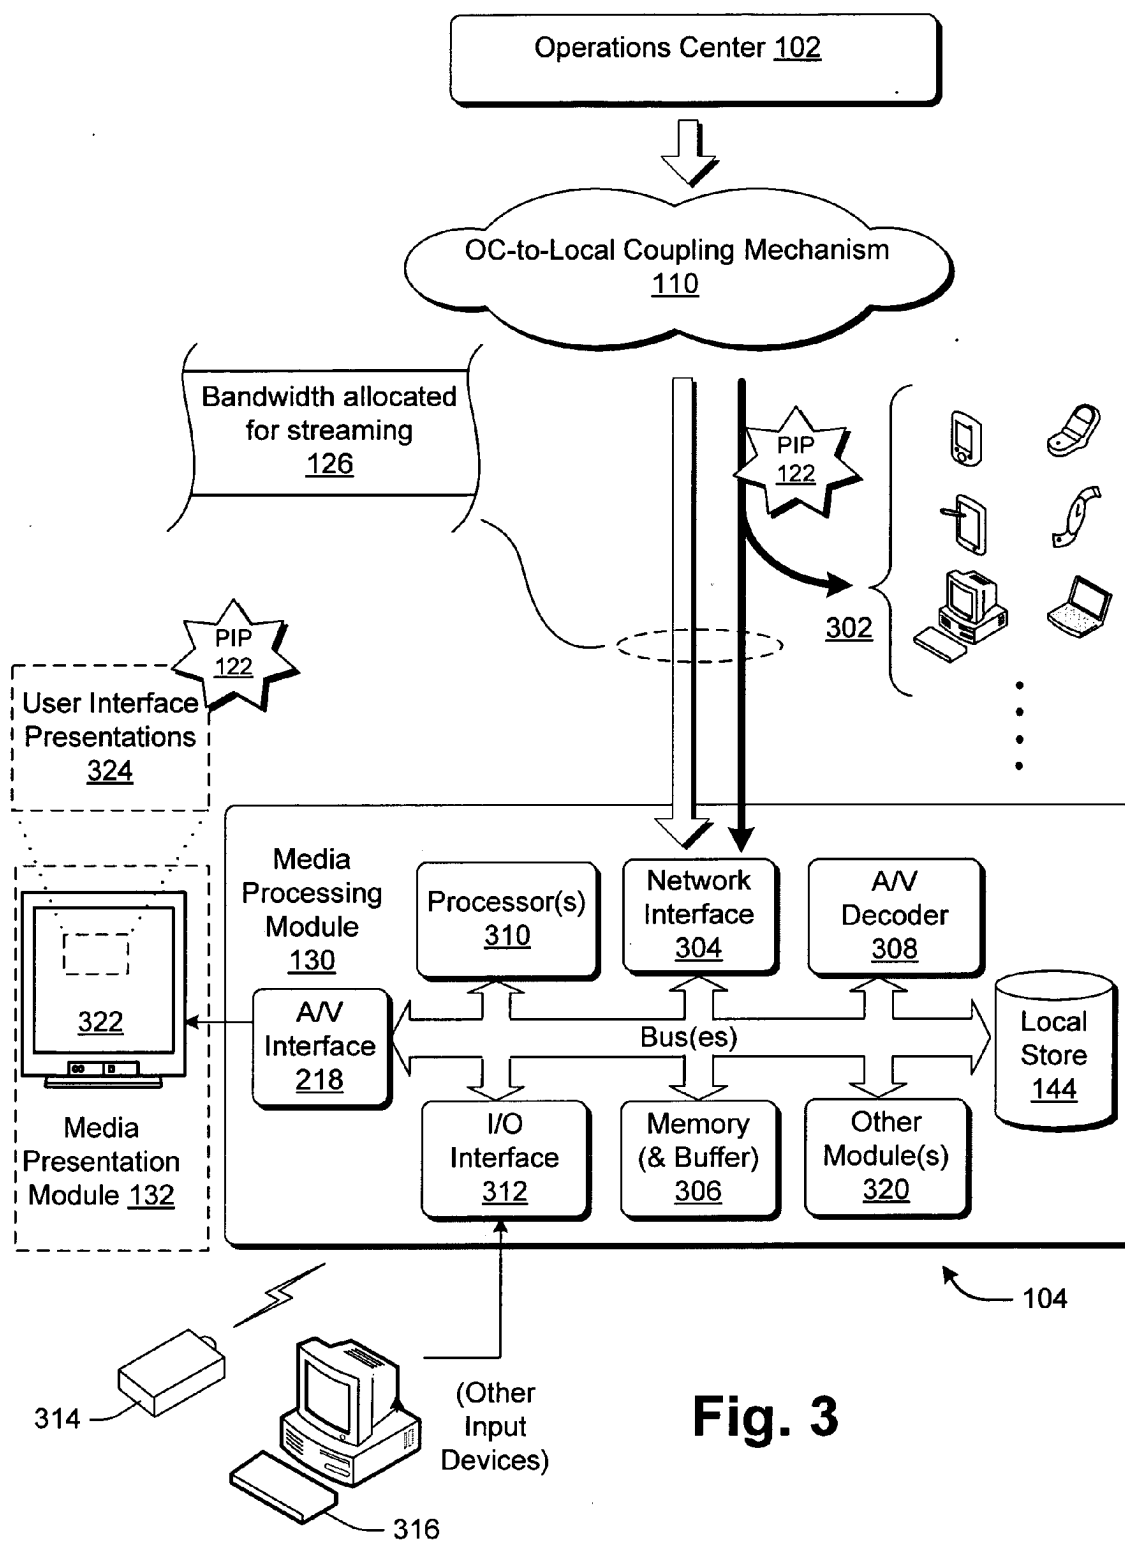 Operations Center 102
OC-to-Local Coupling Mechanism
110
Bandwidth allocated
for streaming
126
PIP
122
302
PIP
122
User Interface
Presentations
324
Media
Processing
Module
130
Processor(s)
310
Network
Interface
304
A/V
Decoder
308
322
A/V
Interface
218
Bus(es)
Local
Store
144
Media
Presentation
Module 132
I/O
Interface
312
Memory
(& Buffer)
306
Other
Module(s)
320
104
314
(Other
Input
Devices)
316
Fig. 3